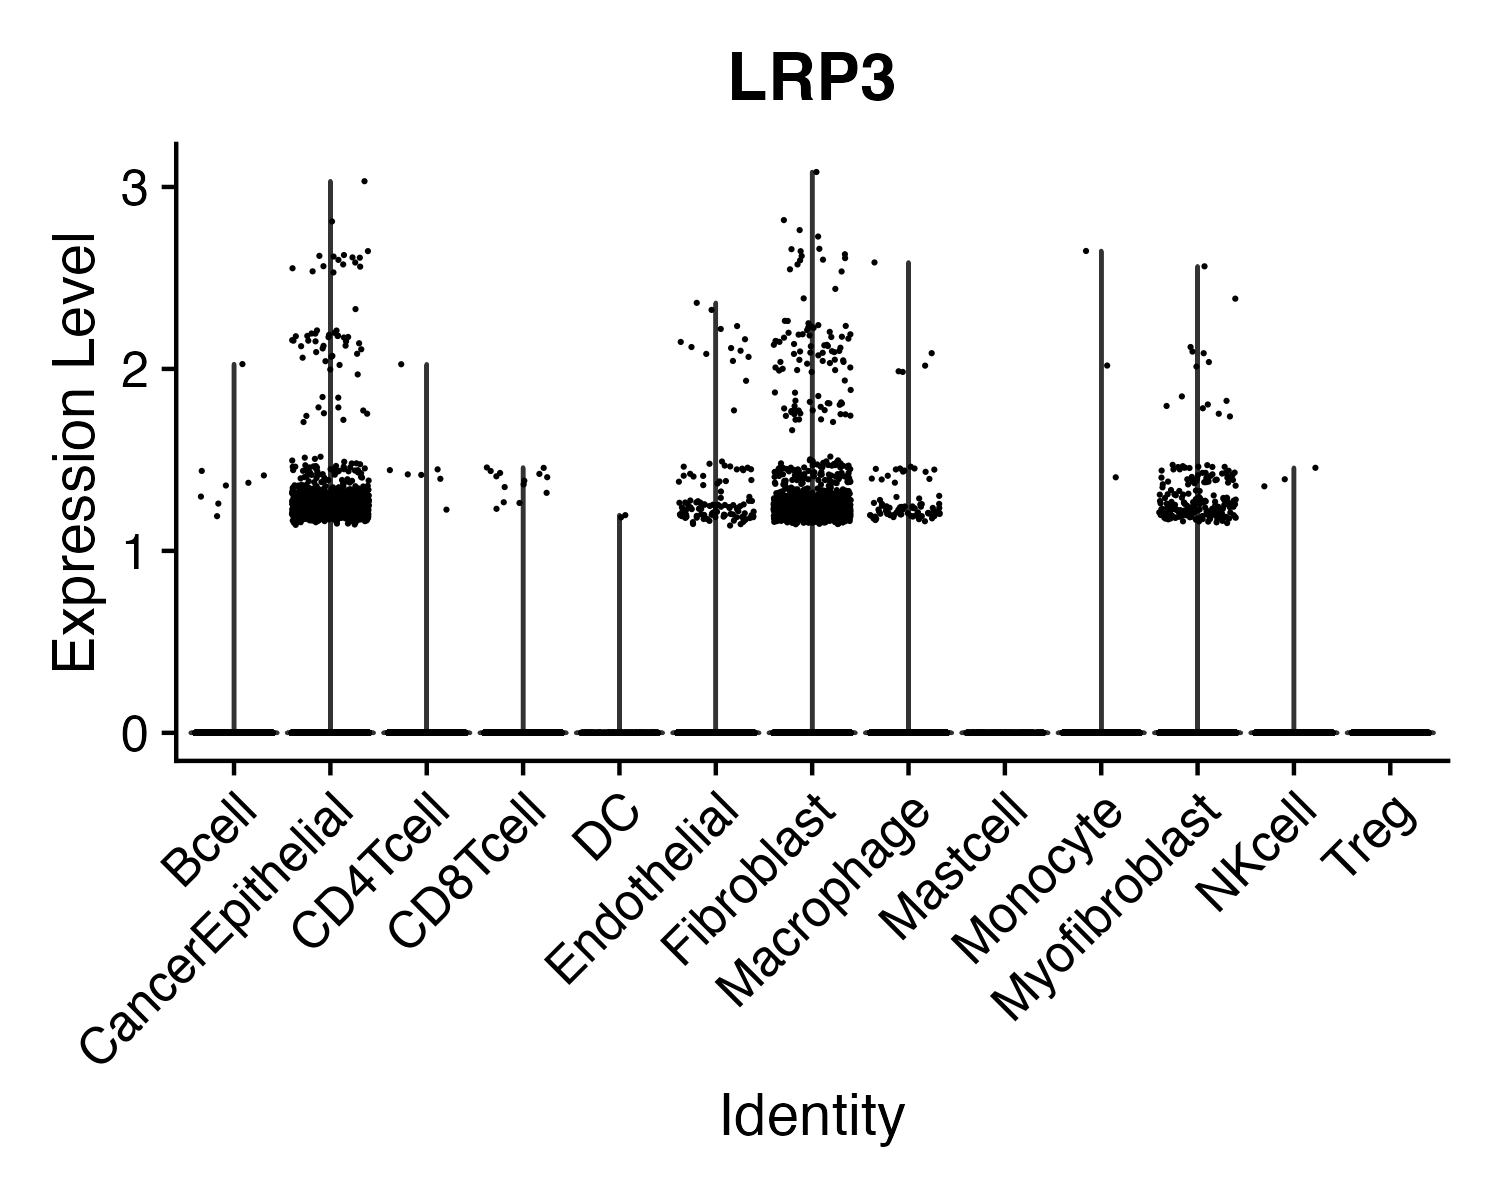 LRP3
Expression Level
3
2
1
0
Bcell
CancerEpithelial
CD4Tcell
CD8Tcell
DC
Endothelial
Fibroblast
Macrophage
Mastcell
Monocyte
Myofibroblast
NKcell
Treg
Identity